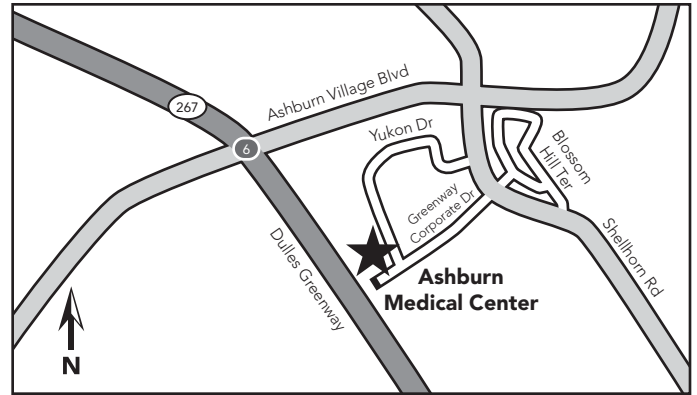 267
Ashburn Village Blvd
6
Yukon Dr
Blossom
Hill Ter
Greenway
Corporate Dr
Dulles Greenway
Shellhorn Rd
Ashburn
Medical Center
N